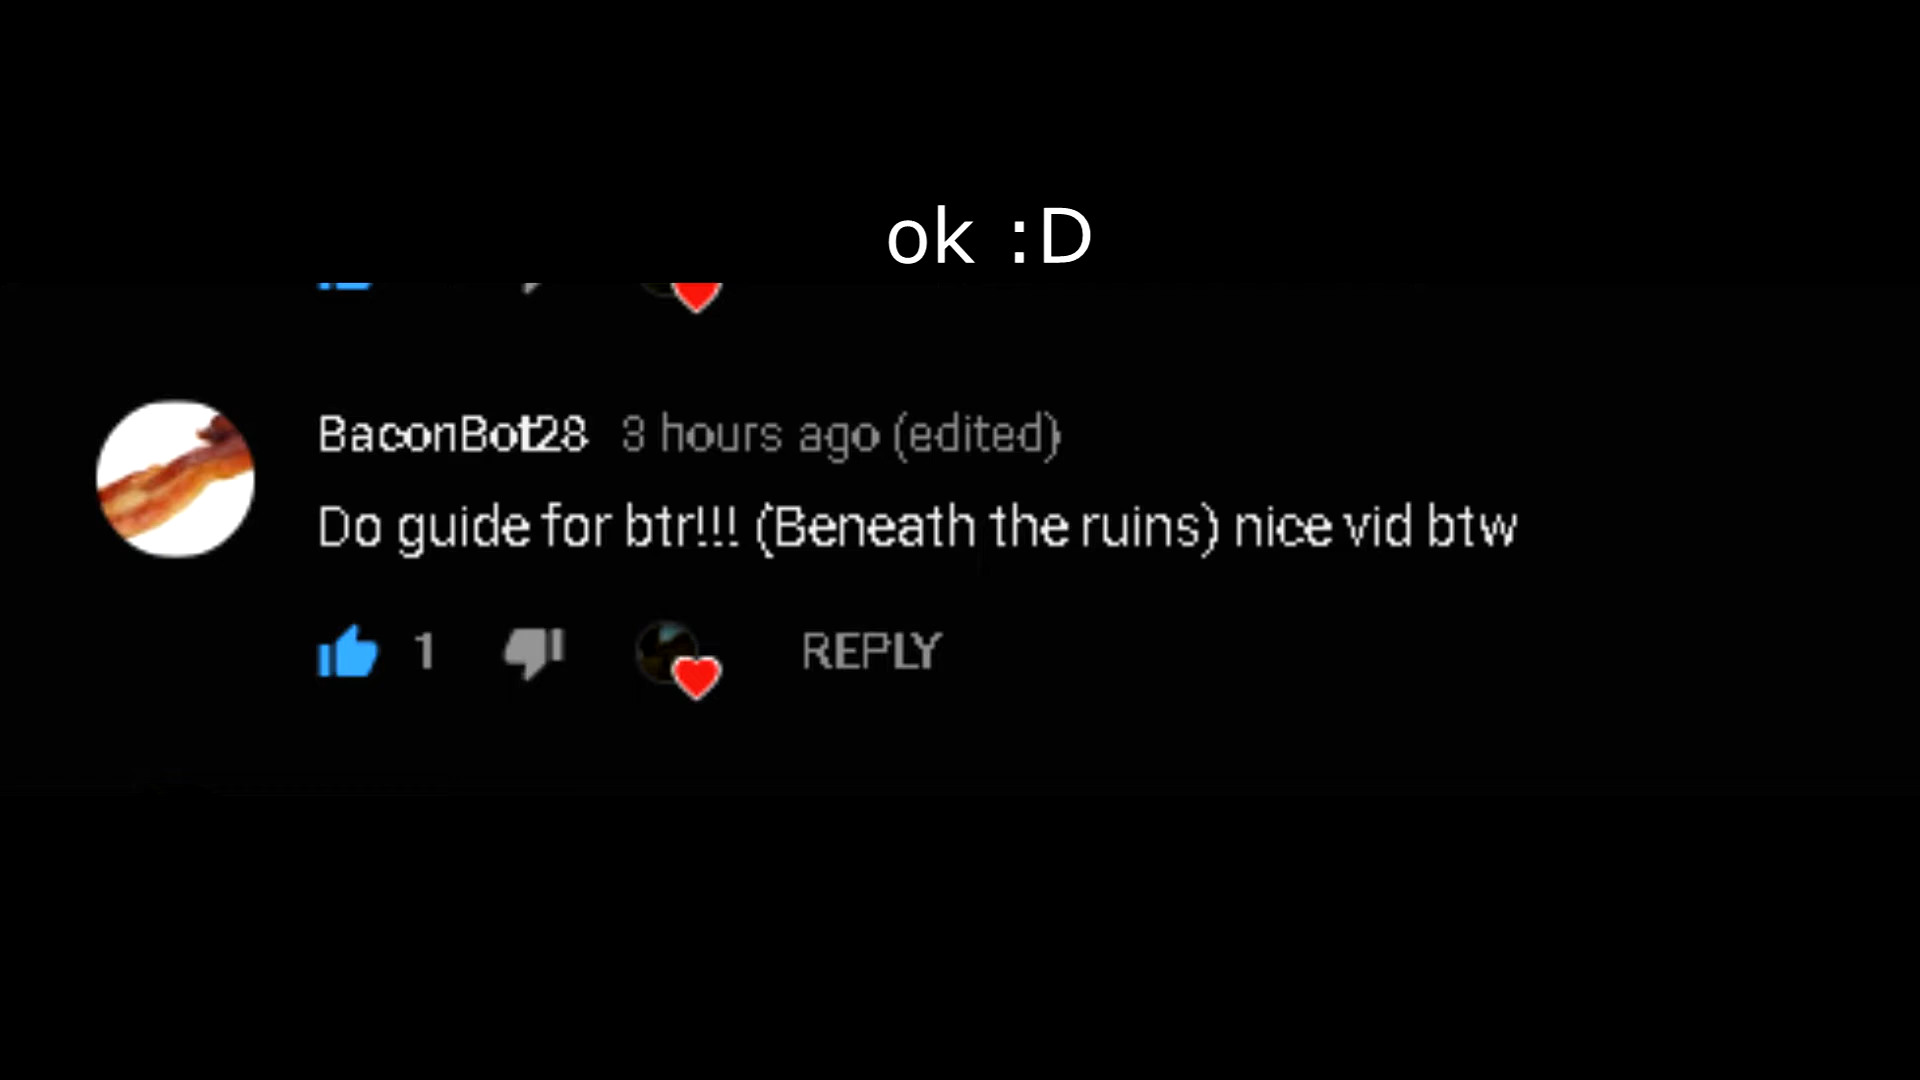 ok :D
BaconBot28 3 hours ago (edited)
Do guide for btr!!! (Beneath the ruins) nice vid btw
1 REPLY